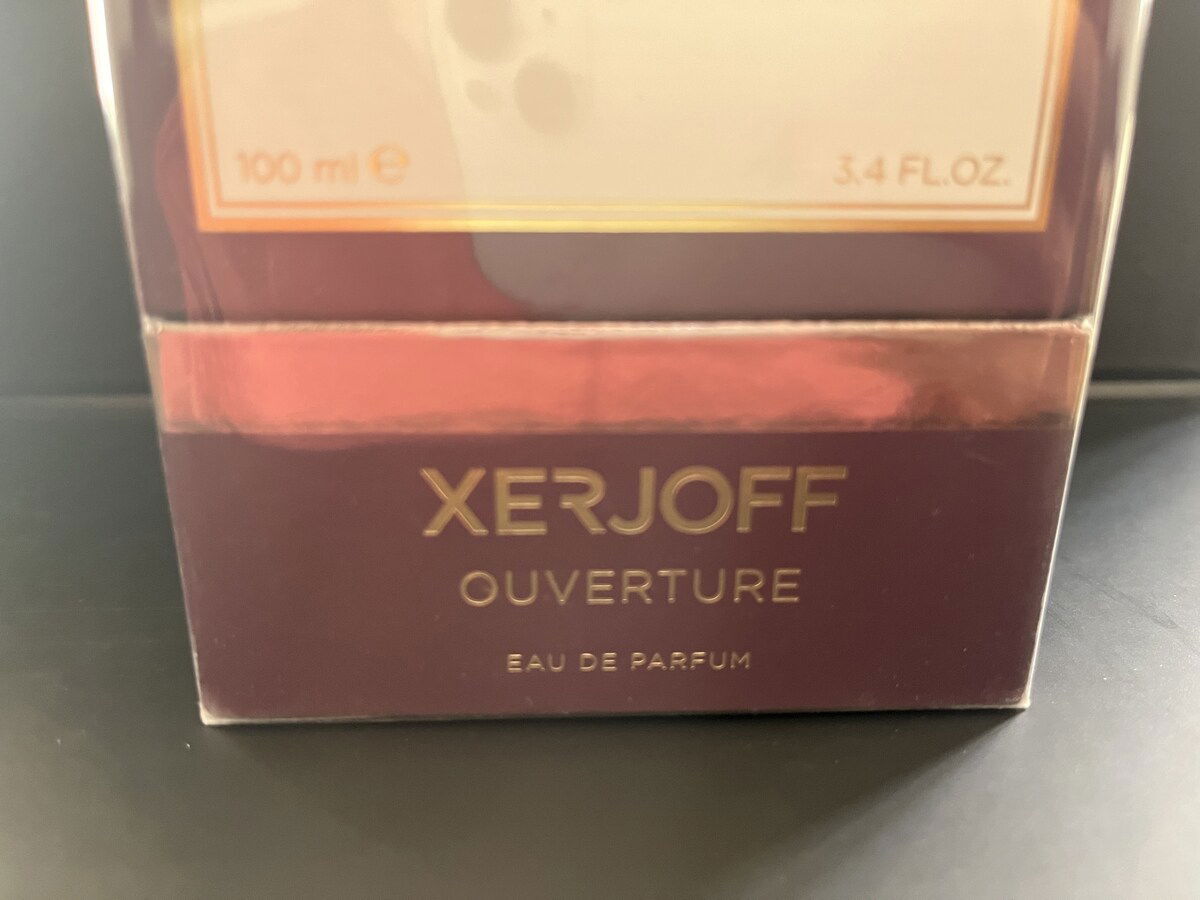 100 ml ℮
3.4 FL.OZ.
XERJOFF
OUVERTURE
EAU DE PARFUM